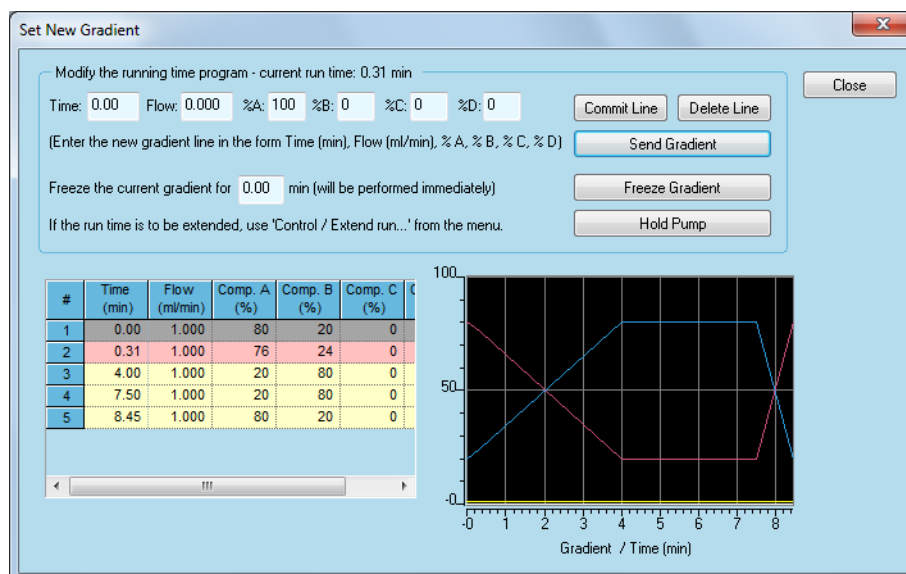 Set New Gradient
Modify the running time program - current run time: 0.31 min
Close
Time: 0.00 Flow: 0.000 %A: 100 %B: 0 %C: 0 %D: 0 Commit Line Delete Line
(Enter the new gradient line in the form Time (min), Flow (ml/min), % A, % B, % C, % D) Send Gradient
Freeze the current gradient for 0.00 min (will be performed immediately) Freeze Gradient
If the run time is to be extended, use 'Control / Extend run...' from the menu. Hold Pump
# Time (min) Flow (ml/min) Comp. A (%) Comp. B (%) Comp. C (%)
1 0.00 1.000 80 20 0
2 0.31 1.000 76 24 0
3 4.00 1.000 20 80 0
4 7.50 1.000 20 80 0
5 8.45 1.000 80 20 0
100
50
-0
-0 1 2 3 4 5 6 7 8
Gradient / Time (min)